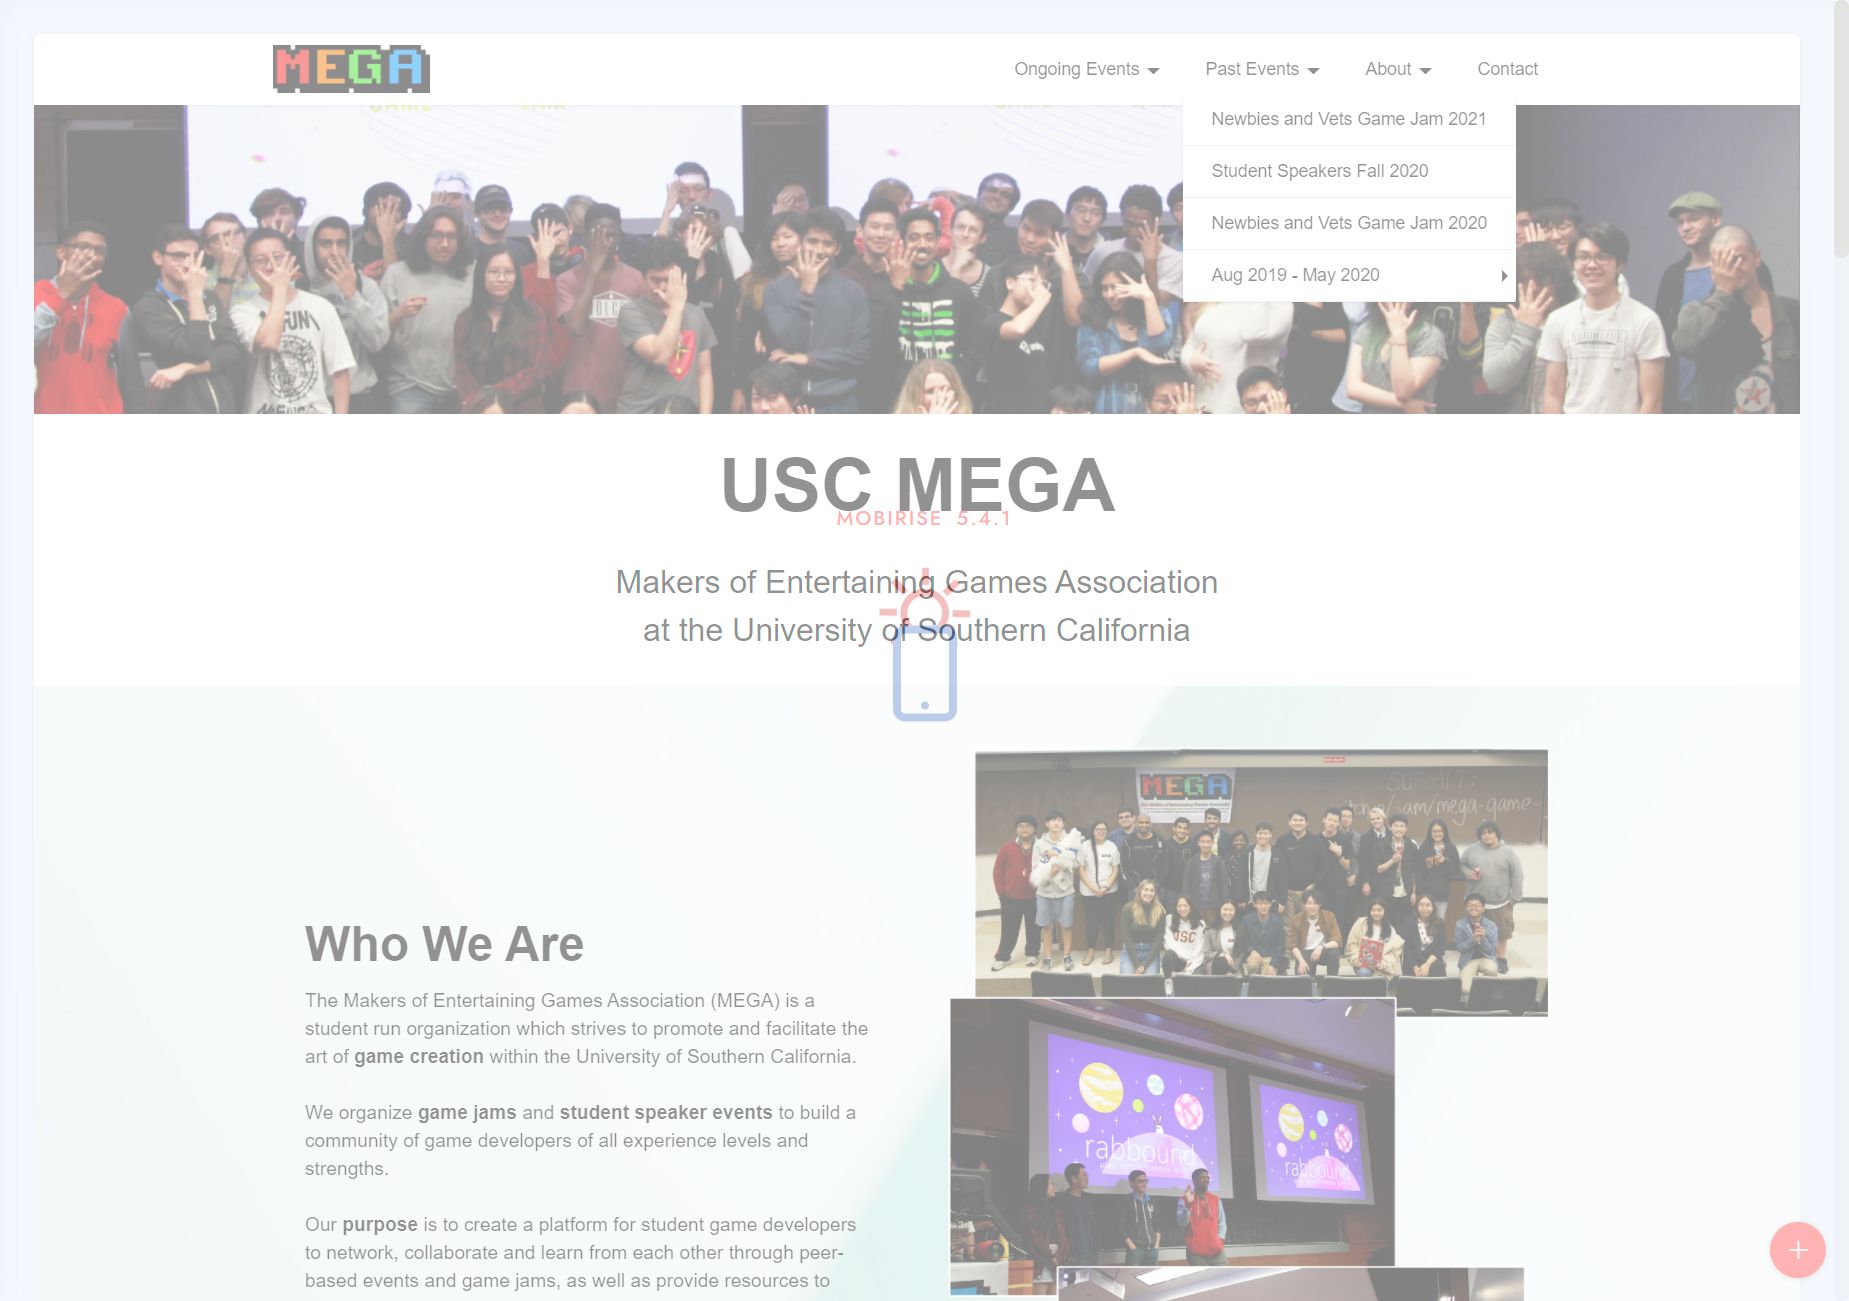 MEGA
Ongoing Events
Past Events
About
Contact
Newbies and Vets Game Jam 2021
Student Speakers Fall 2020
Newbies and Vets Game Jam 2020
Aug 2019 - May 2020
USC MEGA
MOBIRISE 5.4.1
Makers of Entertaining Games Association
at the University of Southern California
MEGA
SUBMIT:
/jam/mega-game-
USC
Who We Are
The Makers of Entertaining Games Association (MEGA) is a
student run organization which strives to promote and facilitate the
art of game creation within the University of Southern California.
We organize game jams and student speaker events to build a
community of game developers of all experience levels and
strengths.
Our purpose is to create a platform for student game developers
to network, collaborate and learn from each other through peer-
based events and game jams, as well as provide resources to
rabbound
rabbound